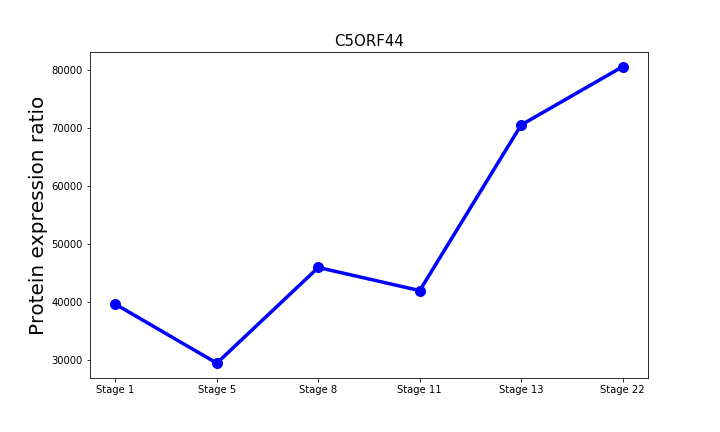 C5ORF44
Protein expression ratio
80000
70000
60000
50000
40000
30000
Stage 1 Stage 5 Stage 8 Stage 11 Stage 13 Stage 22